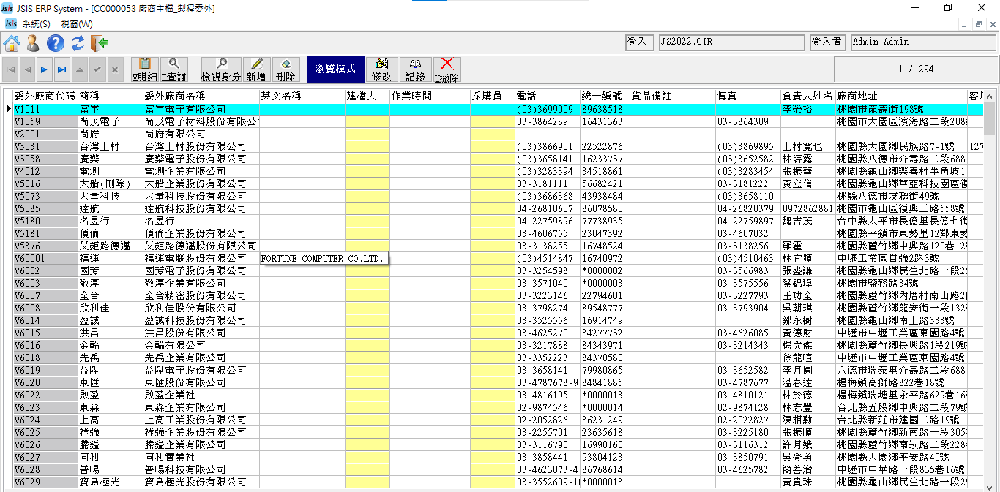 JSIS ERP System - [CC000053 廠商主檔_製程委外]
系統(S) 視窗(W)
登入 JS2022.CIR 登入者 Admin Admin
V明細 F查詢 檢視身分 新增 刪除 瀏覽模式 修改 記錄 U撤除 1 / 294
委外廠商代碼 簡稱 委外廠商名稱 英文名稱 建檔人 作業時間 採購員 電話 統一編號 貨品備註 傳真 負責人姓名 廠商地址
V1011 富宇 富宇電子有限公司 (03)3699009 89638518 李榮裕 桃園市龍壽街198號
V1059 尚茂電子 尚茂電子材料股份有限公 03-3864289 16431363 03-3864309 桃園市大園區濱海路二段208
V2001 尚府 尚府有限公司
V3031 台灣上村 台灣上村股份有限公司 (03)3866901 22522876 (03)3869895 上村寬也 桃園縣大園鄉民族路7-1號 127
V3058 廣榮 廣榮電子股份有限公司 (03)3658141 16233737 (03)3652582 林詩露 桃園縣八德市介壽路二段688
V4012 電測 電測企業股份有限公司 (03)3283394 34518861 (03)3283454 張振華 桃園縣龜山鄉樂善村牛角坡1
V5016 大船(刪除) 大船企業股份有限公司 03-3181111 56682421 03-3181222 黃立信 桃園縣龜山鄉華亞科技園區復
V5073 大量科技 大量科技股份有限公司 (03)3686368 43938484 (03)3658110 桃縣八德市友聯街49號
V5085 達航 達航科技股份有限公司 04-26810607 86078580 04-26820379 0972862881 桃園市龜山區復興三路558號
V5180 名昱行 名昱行 04-22759896 77738935 04-22759897 魏吉茂 台中縣太平市長億里長億七街
V5181 頂倫 頂倫企業股份有限公司 03-4606755 23047392 03-4607032 桃園縣平鎮市東勢里12鄰東勢
V5376 艾鉅路德邁 艾鉅路德邁股份有限公司 03-3138255 16748524 03-3138256 羅霍 桃園縣蘆竹鄉中興路120巷12
V60001 福運 福運電腦股份有限公司 FORTUNE COMPUTER CO.LTD. (03)4514847 16740972 (03)4510463 林宜頻 中壢工業區自強2路3號
V6002 國芳 國芳電子股份有限公司 03-3254598 *0000002 03-3566983 張盛謙 桃園縣龜山鄉民生北路一段2
V6003 敬淳 敬淳企業有限公司 03-3571040 *0000003 03-3575556 蔡錦璋 桃園市鹽務路34號
V6007 全合 全合精密股份有限公司 03-3223146 22794601 03-3227793 王功全 桃園縣蘆竹鄉內厝村南山路2
V6008 欣利佳 欣利佳股份有限公司 03-3798274 89548777 03-3793904 吳朝琪 桃園縣蘆竹鄉龍安街一段132
V6014 盈誠 盈誠科技股份有限公司 03-3525556 16914749 鄒永樹 桃園縣龜山鄉南上路333號
V6015 洪昌 洪昌股份有限公司 03-4625270 84277732 03-4626085 黃德財 中壢市中壢工業區東園路4號
V6016 金輪 金輪有限公司 03-3217888 84343971 03-3214343 楊文傑 桃園縣蘆竹鄉長興路1段219號
V6018 先禹 先禹企業有限公司 03-3352223 84370580 徐龍暄 中壢市中壢工業區東園路4號
V6019 益陞 益陞電子股份有限公司 03-3658141 79980865 03-3652582 李月圓 八德市瑞泰里介壽路二段688
V6020 東匯 東匯股份有限公司 03-4787678-9 84841885 03-4787677 溫春達 楊梅鎮高獅路822巷18號
V6022 啟盈 啟盈企業社 03-4816195 *0000013 03-4810121 林於德 楊梅鎮瑞塘里永平路629巷16
V6023 東森 東森企業有限公司 02-9874546 *0000014 02-9874128 林志豐 台北縣五股鄉中興路二段79號
V6024 上高 上高工業股份有限公司 02-2052826 86231249 02-2022827 陳相勳 台北縣新莊市建國二路19號
V6025 祥強 祥強企業股份有限公司 03-2255701 23635618 03-3225180 張振順 桃園縣蘆竹鄉新南路一段305
V6026 騰鎰 騰鎰企業有限公司 03-3116790 16990160 03-3116312 許月娥 桃園縣蘆竹鄉南崁路二段228
V6027 同利 同利實業社 03-3858441 93804123 03-3850791 吳登勇 桃園縣大園鄉平安路40號
V6028 普暘 普暘科技有限公司 03-4623073-4 86768614 03-4625782 簡善治 中壢市中華路一段835巷16號
V6029 寶島極光 寶島極光股份有限公司 03-3552609-1 *0000018 黃貴珠 桃園縣龜山鄉民生北路一段2